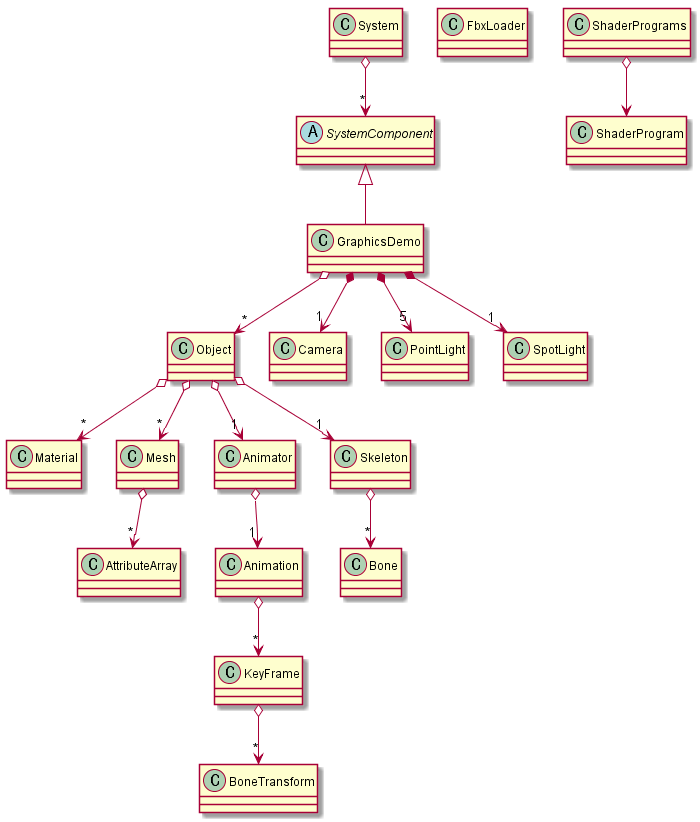 C System
C FbxLoader
C ShaderPrograms
*
A SystemComponent
C ShaderProgram
C GraphicsDemo
* 1 5 1
C Object
C Camera
C PointLight
C SpotLight
* * 1 1
C Material
C Mesh
C Animator
C Skeleton
* 1 *
C AttributeArray
C Animation
C Bone
*
C KeyFrame
*
C BoneTransform